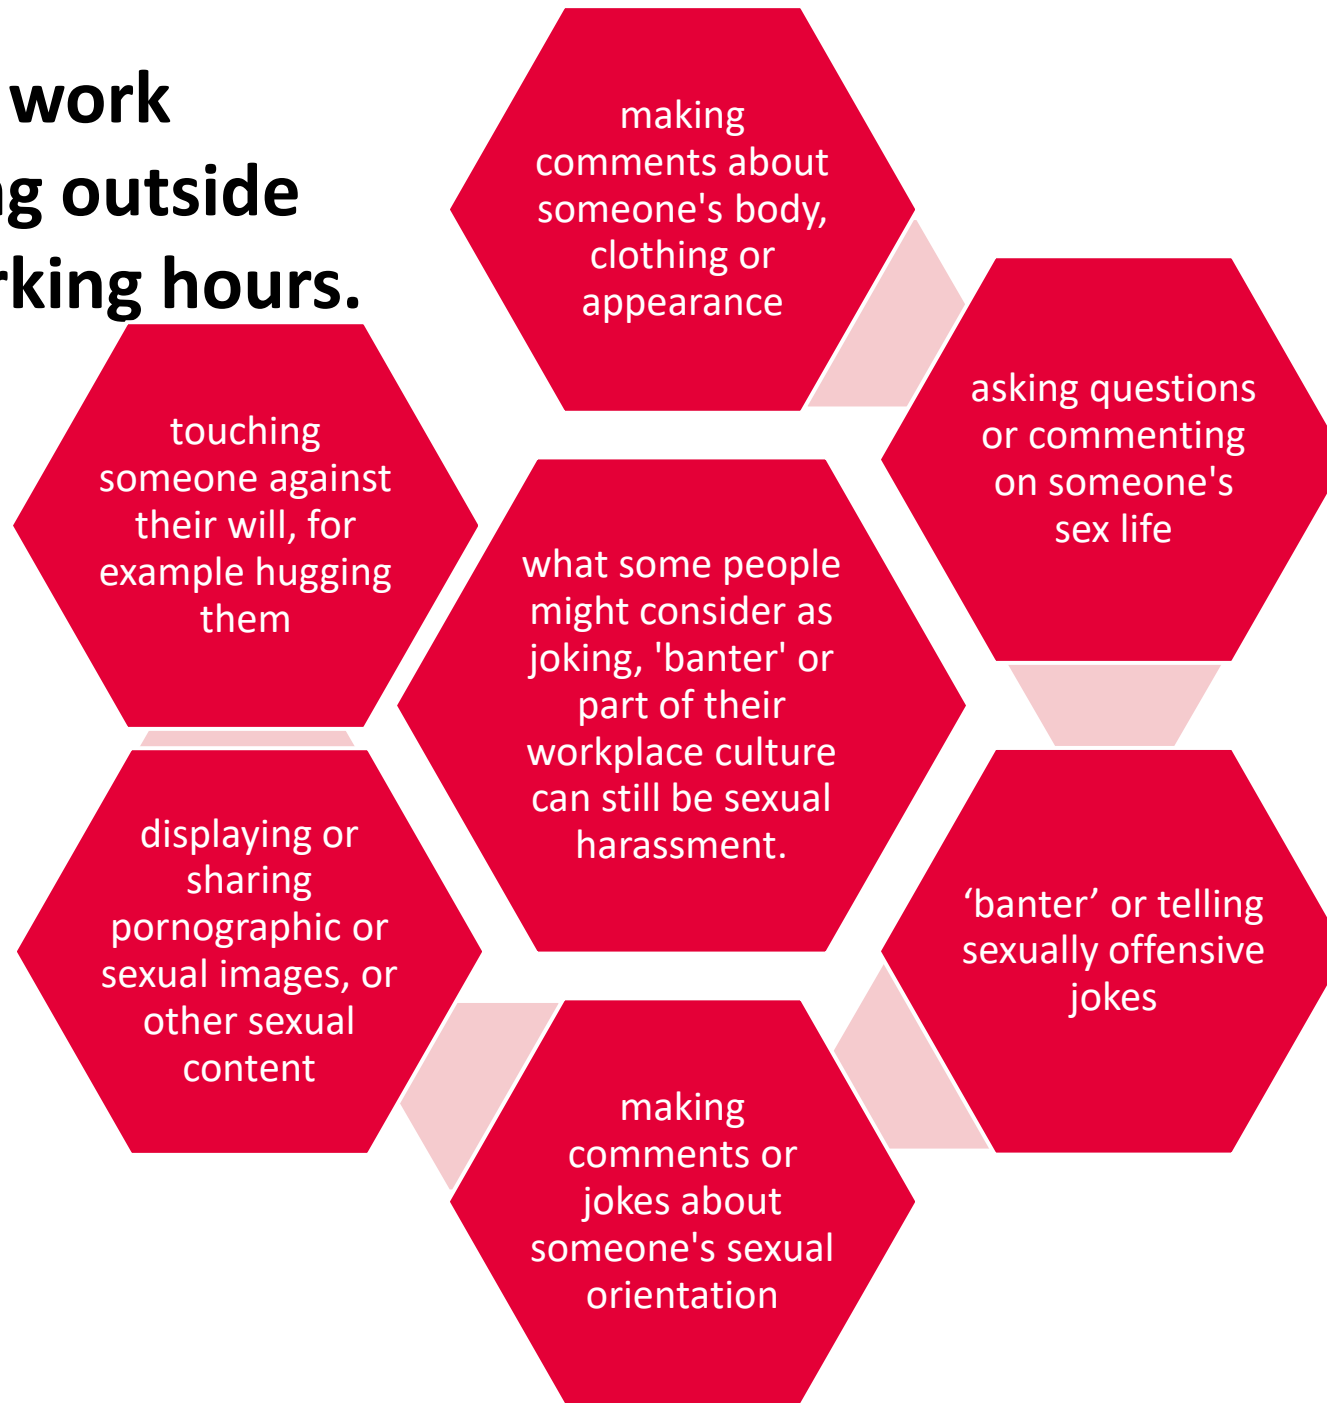 work
ng outside
rking hours.
making
comments about
someone's body,
clothing or
appearance
asking questions
or commenting
on someone's
sex life
‘banter’ or telling
sexually offensive
jokes
making
comments or
jokes about
someone's sexual
orientation
displaying or
sharing
pornographic or
sexual images, or
other sexual
content
touching
someone against
their will, for
example hugging
them
what some people
might consider as
joking, 'banter' or
part of their
workplace culture
can still be sexual
harassment.